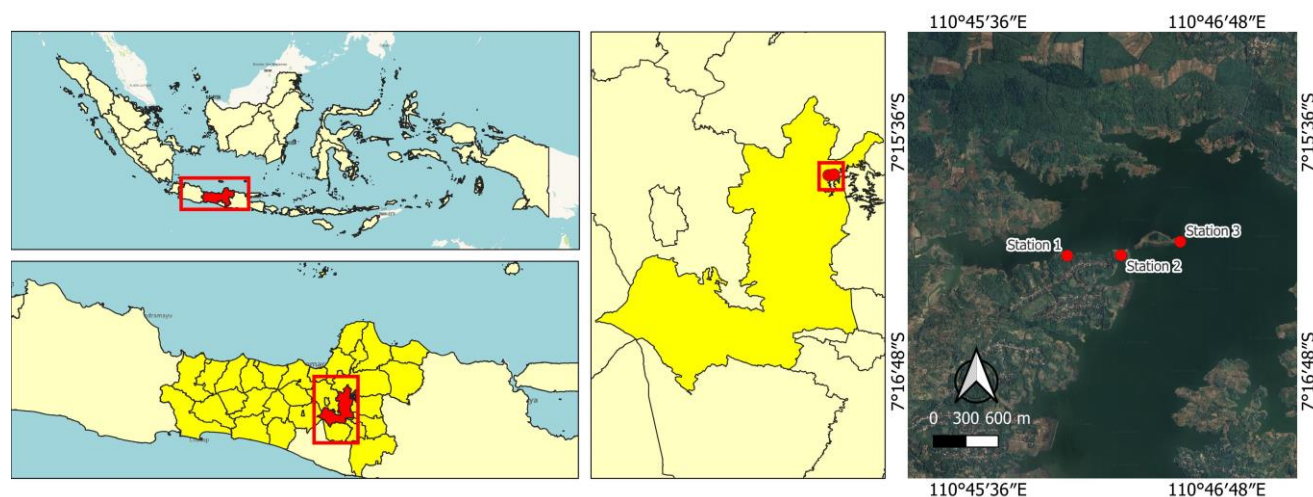 110°45′36″E 110°46′48″E
7°15′36″S 7°15′36″S
Station 1
Station 3
Station 2
7°16′48″S 7°16′48″S
0 300 600 m
110°45′36″E 110°46′48″E